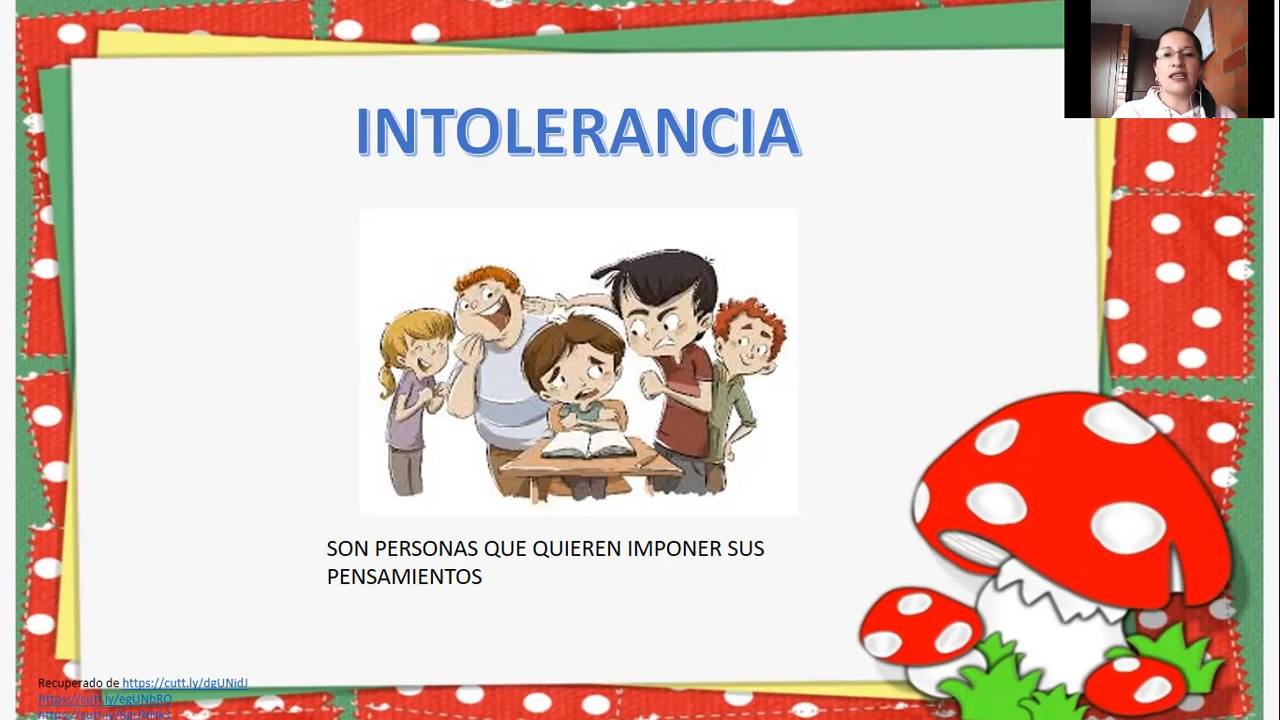 INTOLERANCIA
SON PERSONAS QUE QUIEREN IMPONER SUS
PENSAMIENTOS
Recuperado de https://cutt.ly/dgUNidJ
https://cutt.ly/egUNbRO